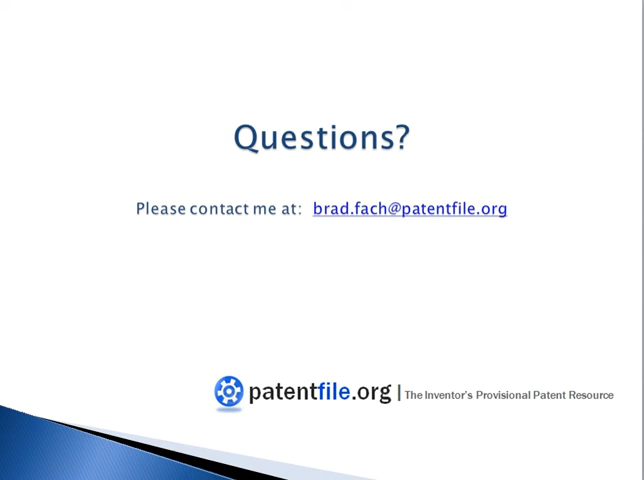 Questions?
Please contact me at: brad.fach@patentfile.org
patentfile.org | The Inventor's Provisional Patent Resource